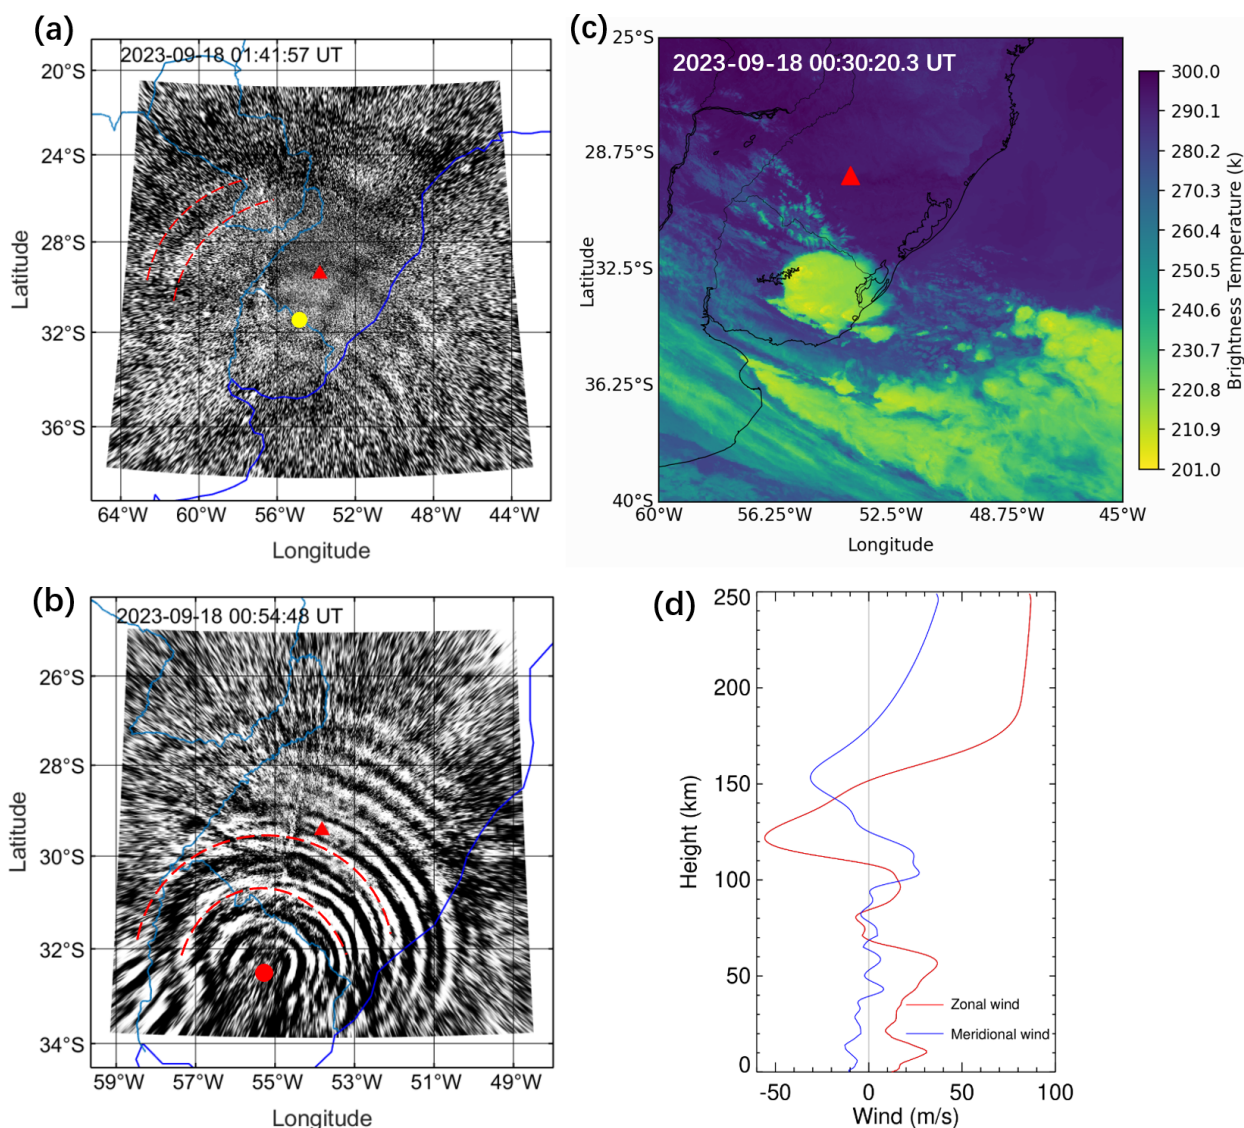 (a)
2023-09-18 01:41:57 UT
20°S
24°S
28°S
32°S
36°S
Latitude
64°W 60°W 56°W 52°W 48°W 44°W
Longitude
(c)
2023-09-18 00:30:20.3 UT
25°S
28.75°S
32.5°S
36.25°S
40°S
Latitude
60°W 56.25°W 52.5°W 48.75°W 45°W
Longitude
300.0
290.1
280.2
270.3
260.4
250.5
240.6
230.7
220.8
210.9
201.0
Brightness Temperature (k)
(b)
2023-09-18 00:54:48 UT
26°S
28°S
30°S
32°S
34°S
Latitude
59°W 57°W 55°W 53°W 51°W 49°W
Longitude
(d)
250
200
150
100
50
0
Height (km)
Zonal wind
Meridional wind
-50 0 50 100
Wind (m/s)